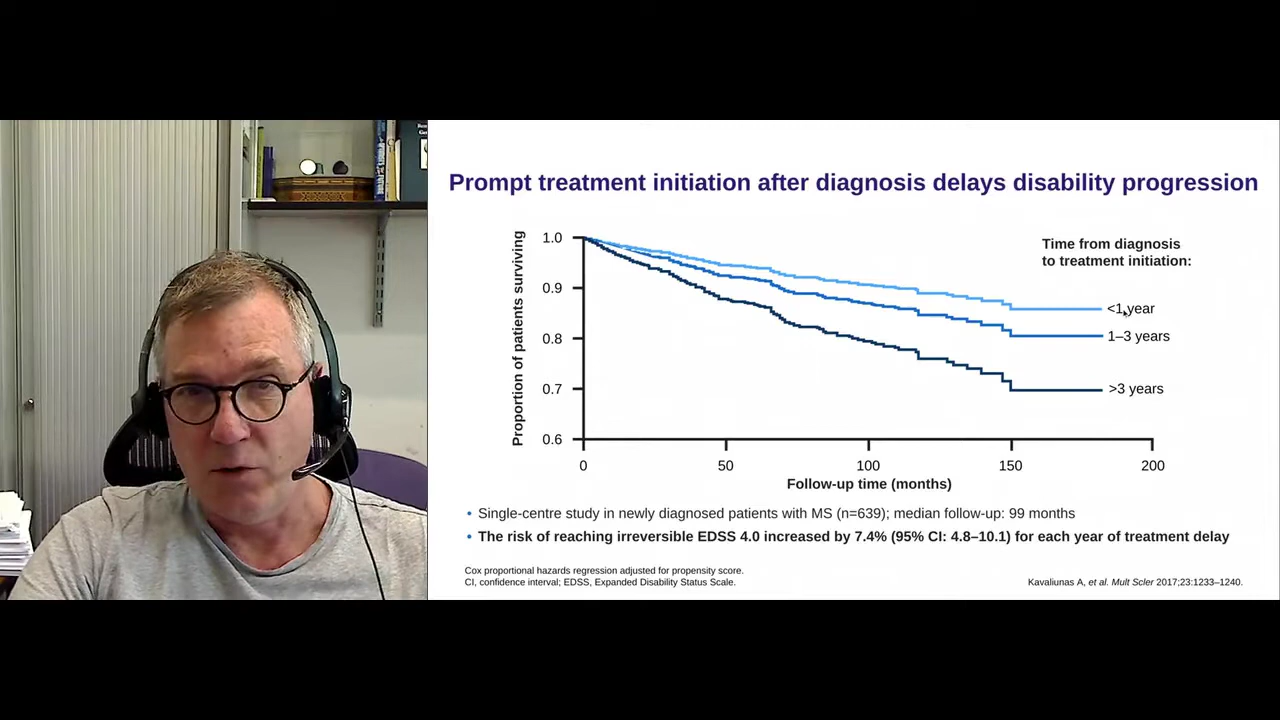 Prompt treatment initiation after diagnosis delays disability progression
Proportion of patients surviving
1.0
0.9
0.8
0.7
0.6
0
50
100
150
200
Follow-up time (months)
Time from diagnosis
to treatment initiation:
<1 year
1–3 years
>3 years
• Single-centre study in newly diagnosed patients with MS (n=639); median follow-up: 99 months
• The risk of reaching irreversible EDSS 4.0 increased by 7.4% (95% CI: 4.8–10.1) for each year of treatment delay
Cox proportional hazards regression adjusted for propensity score.
CI, confidence interval; EDSS, Expanded Disability Status Scale.
Kavaliunas A, et al. Mult Scler 2017;23:1233–1240.